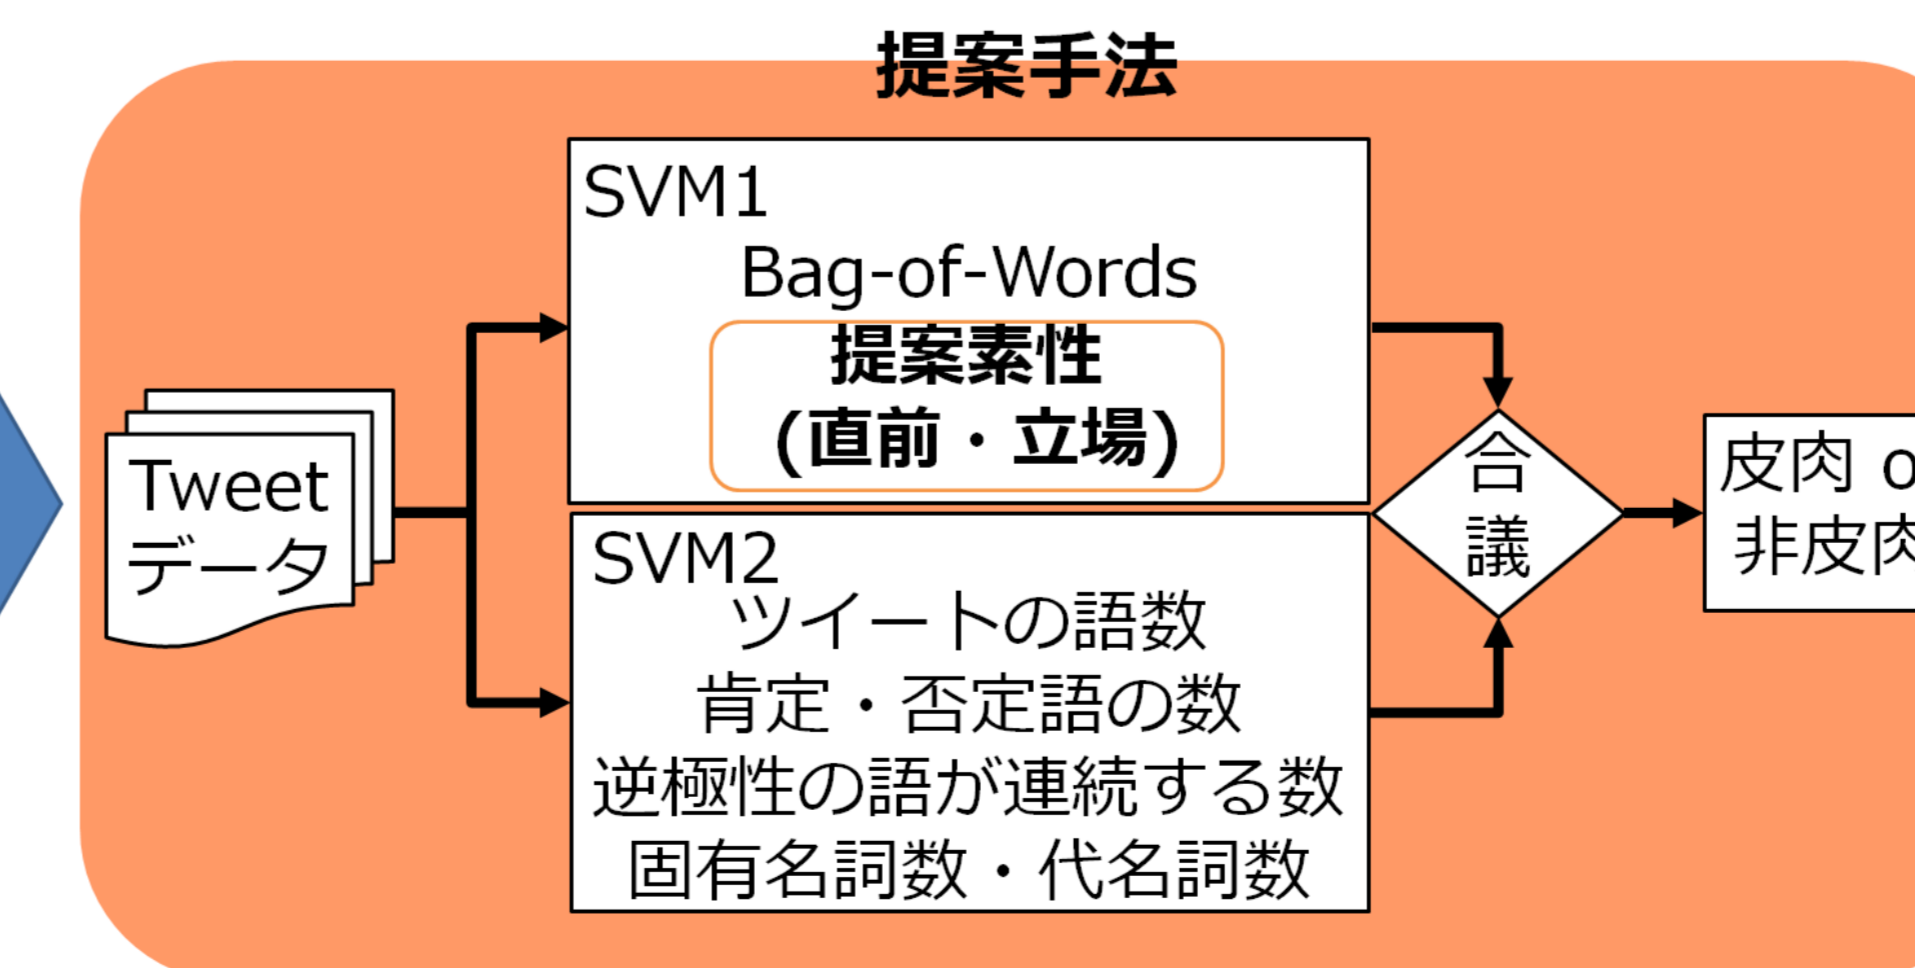 提案手法
SVM1
Bag-of-Words
提案素性
(直前・立場)
Tweet
データ
SVM2
ツイートの語数
肯定・否定語の数
逆極性の語が連続する数
固有名詞数・代名詞数
合
議
皮肉 o
非皮肉